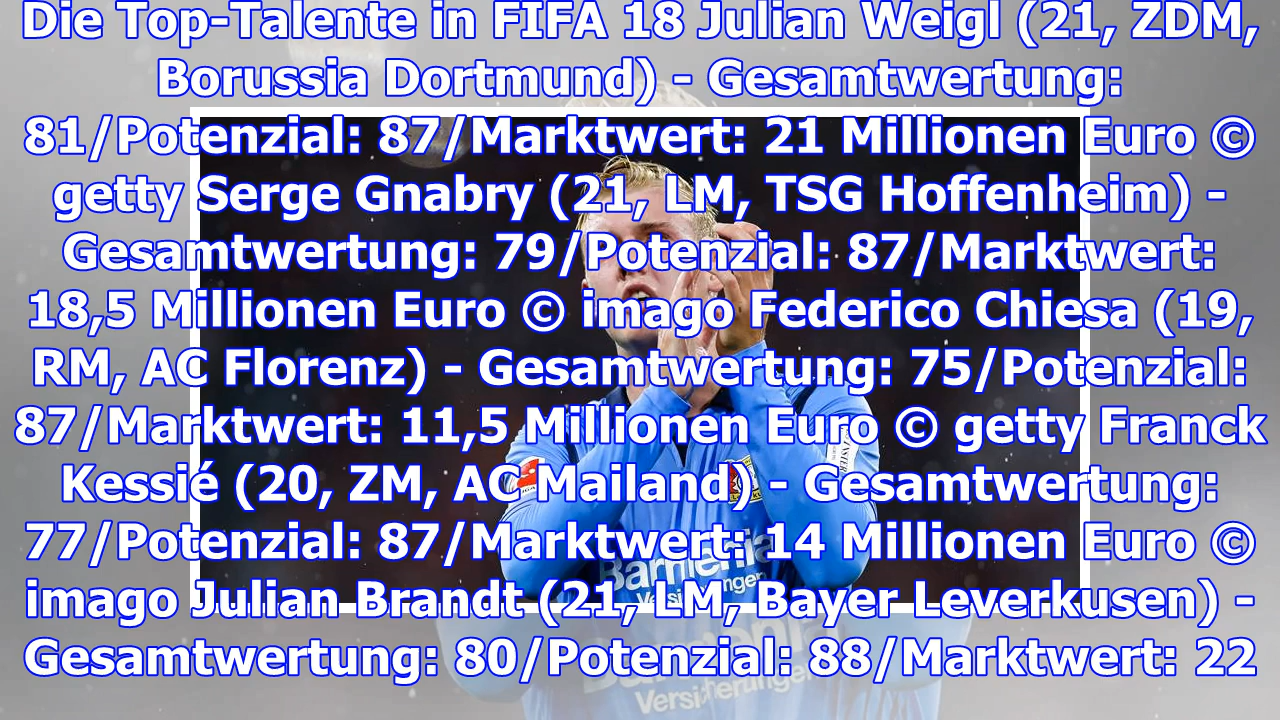 Die Top-Talente in FIFA 18 Julian Weigl (21, ZDM,
Borussia Dortmund) - Gesamtwertung:
81/Potenzial: 87/Marktwert: 21 Millionen Euro ©
getty Serge Gnabry (21, LM, TSG Hoffenheim) -
Gesamtwertung: 79/Potenzial: 87/Marktwert:
18,5 Millionen Euro © imago Federico Chiesa (19,
RM, AC Florenz) - Gesamtwertung: 75/Potenzial:
87/Marktwert: 11,5 Millionen Euro © getty Franck
Kessié (20, ZM, AC Mailand) - Gesamtwertung:
77/Potenzial: 87/Marktwert: 14 Millionen Euro ©
imago Julian Brandt (21, LM, Bayer Leverkusen) -
Gesamtwertung: 80/Potenzial: 88/Marktwert: 22
Barmenia
Versicherungen
Barmenia
Versicherungen